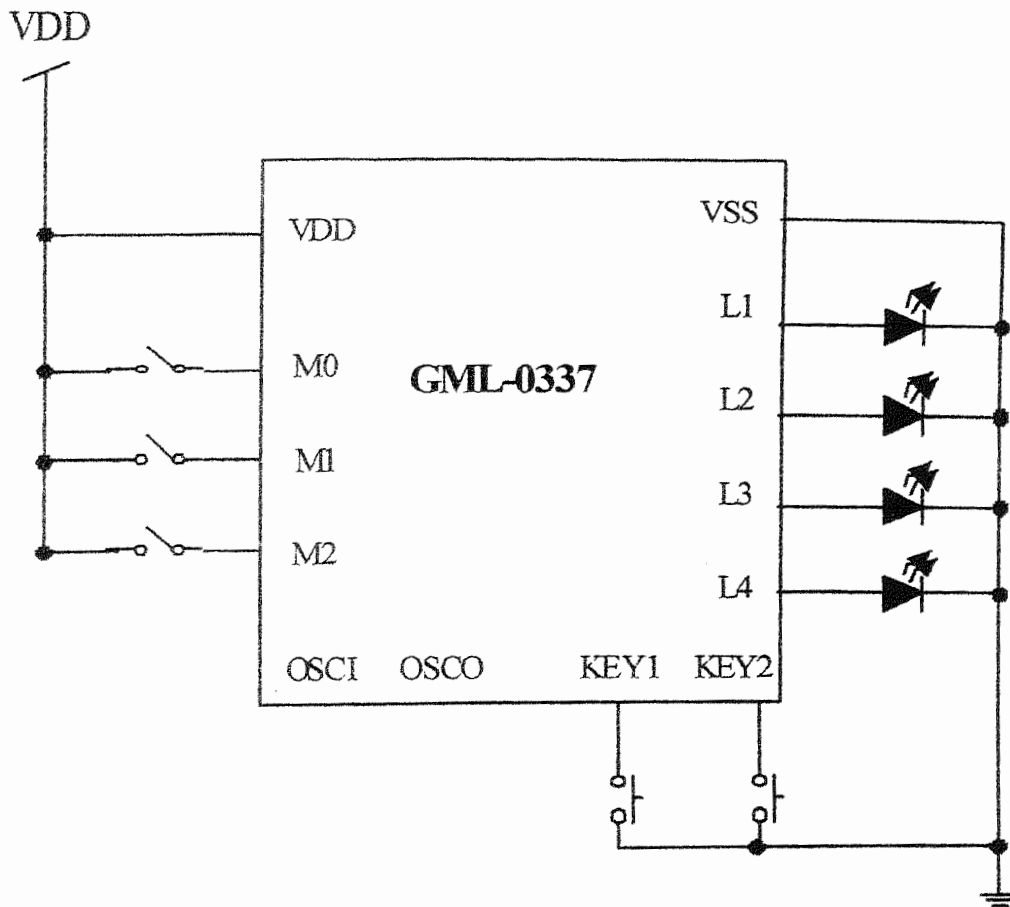 VDD
VDD
VSS
L1
M0
GML-0337
L2
M1
L3
M2
L4
OSCI
OSCO
KEY1
KEY2